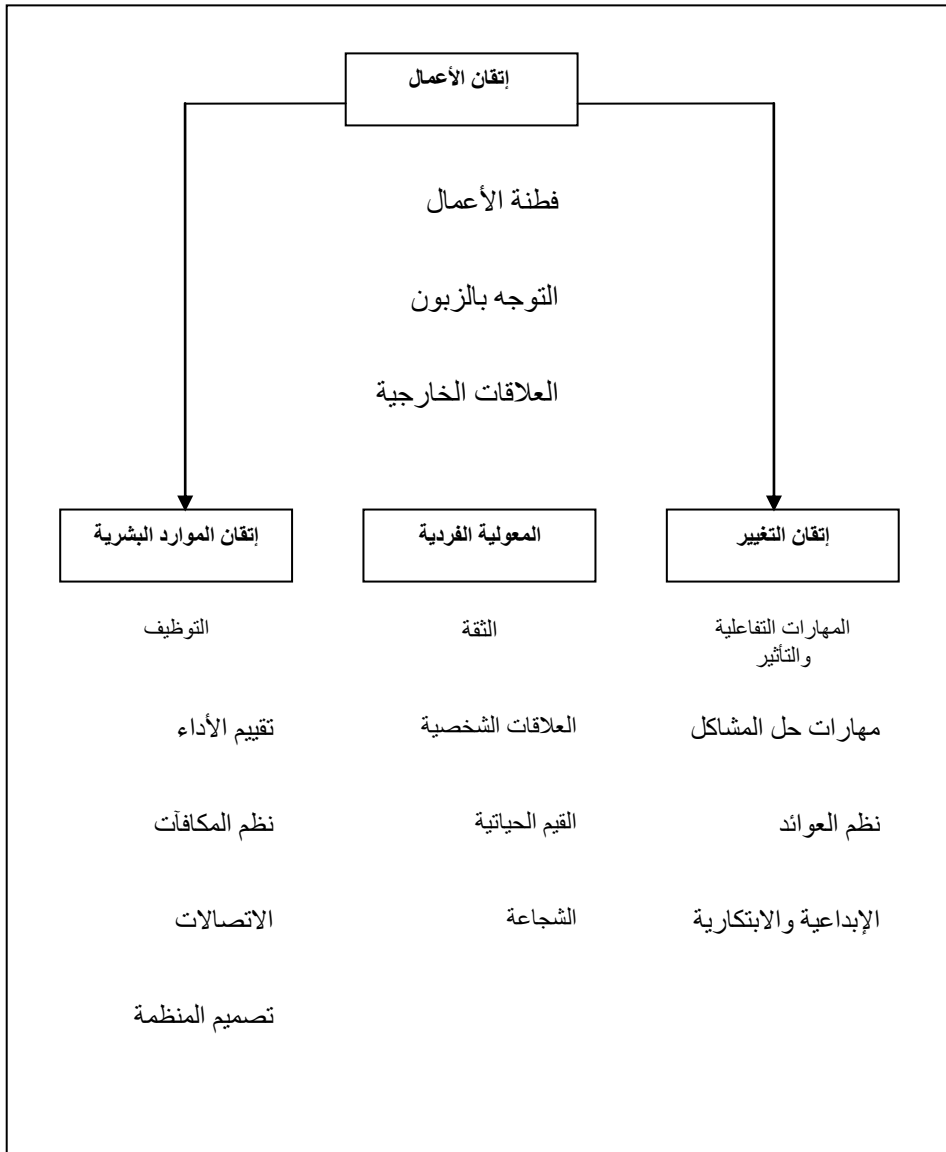 إتقان الأعمال
فطنة الأعمال
التوجه بالزبون
العلاقات الخارجية
إتقان التغيير
المهارات التفاعلية
والتأثير
مهارات حل المشاكل
نظم العوائد
الإبداعية والابتكارية
المعولية الفردية
الثقة
العلاقات الشخصية
القيم الحياتية
الشجاعة
إتقان الموارد البشرية
التوظيف
تقييم الأداء
نظم المكافآت
الاتصالات
تصميم المنظمة